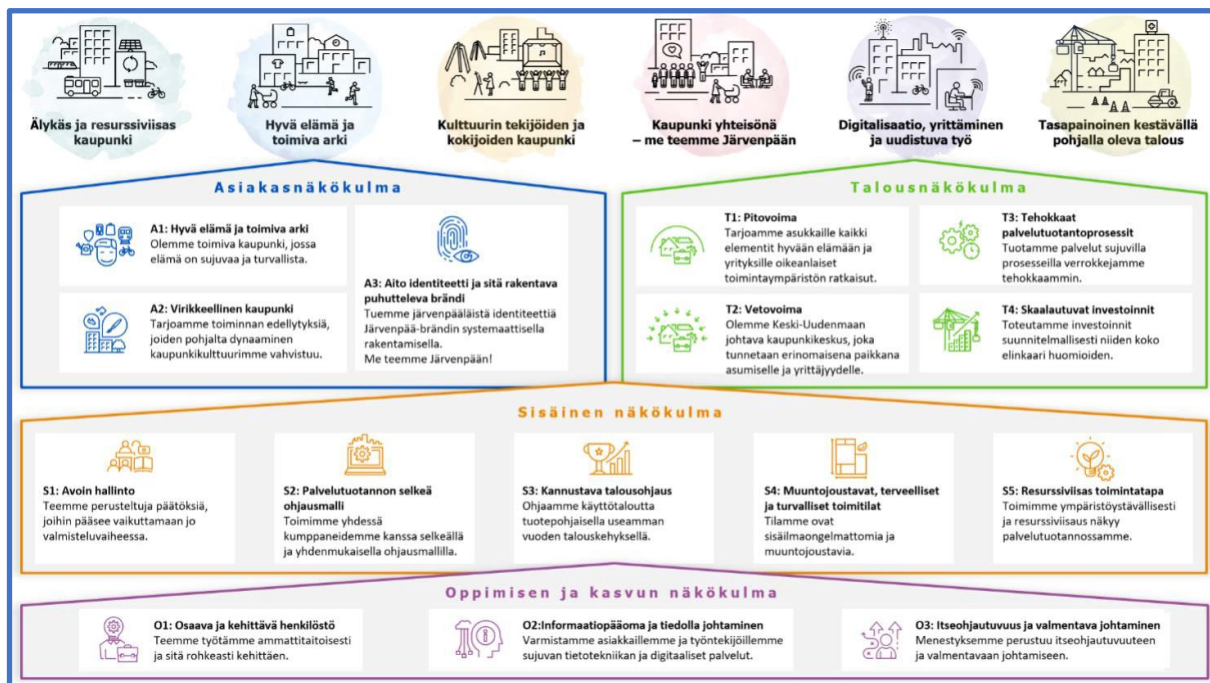 Älykäs ja resurssiviisas
kaupunki
Hyvä elämä ja
toimiva arki
Kulttuurin tekijöiden ja
kokijoiden kaupunki
Kaupunki yhteisönä
– me teemme Järvenpään
Digitalisaatio, yrittäminen
ja uudistuva työ
Tasapainoinen kestävällä
pohjalla oleva talous
Asiakasnäkökulma
A1: Hyvä elämä ja toimiva arki
Olemme toimiva kaupunki, jossa
elämä on sujuvaa ja turvallista.
A2: Virikkeellinen kaupunki
Tarjoamme toiminnan edellytyksiä,
joiden pohjalta dynaaminen
kaupunkikulttuurimme vahvistuu.
A3: Aito identiteetti ja sitä rakentava
puhutteleva brändi
Tuemme järvenpääläistä identiteettiä
Järvenpää-brändin systemaattisella
rakentamisella.
Me teemme Järvenpään!
Talousnäkökulma
T1: Pitovoima
Tarjoamme asukkaille kaikki
elementit hyvään elämään ja
yrityksille oikeanlaiset
toimintaympäristön ratkaisut.
T2: Vetovoima
Olemme Keski-Uudenmaan
johtava kaupunkikeskus, joka
tunnetaan erinomaisena paikkana
asumiselle ja yrittäjyydelle.
T3: Tehokkaat
palvelutuotantoprosessit
Tuotamme palvelut sujuvilla
prosesseilla verrokkejamme
tehokkaammin.
T4: Skaalautuvat investoinnit
Toteutamme investoinnit
suunnitelmallisesti niiden koko
elinkaari huomioiden.
Sisäinen näkökulma
S1: Avoin hallinto
Teemme perusteltuja päätöksiä,
joihin pääsee vaikuttamaan jo
valmisteluvaiheessa.
S2: Palvelutuotannon selkeä
ohjausmalli
Toimimme yhdessä
kumppaneidemme kanssa selkeällä
ja yhdenmukaisella ohjausmallilla.
S3: Kannustava talousohjaus
Ohjaamme käyttötaloutta
tuotepohjaisella useamman
vuoden talouskehyksellä.
S4: Muuntojoustavat, terveelliset
ja turvalliset toimitilat
Tilamme ovat
sisäilmaongelmattomia ja
muuntojoustavia.
S5: Resurssiviisas toimintatapa
Toimimme ympäristöystävällisesti
ja resurssiviisaus näkyy
palvelutuotannossamme.
Oppimisen ja kasvun näkökulma
O1: Osaava ja kehittävä henkilöstö
Teemme työtämme ammattitaitoisesti
ja sitä rohkeasti kehittäen.
O2:Informaatiopääoma ja tiedolla johtaminen
Varmistamme asiakkaillemme ja työntekijöillemme
sujuvan tietotekniikan ja digitaaliset palvelut.
O3: Itseohjautuvuus ja valmentava johtaminen
Menestyksemme perustuu itseohjautuvuuteen
ja valmentavaan johtamiseen.